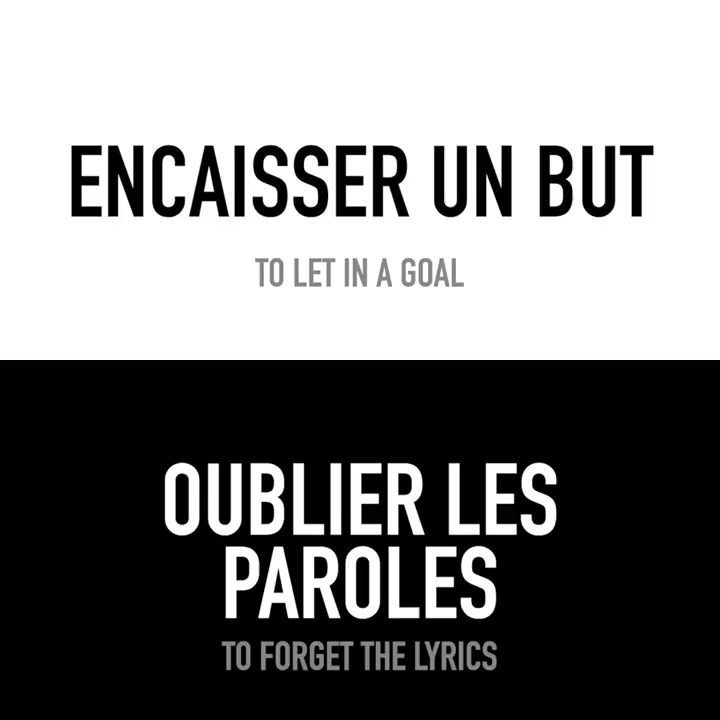 ENCAISSER UN BUT
TO LET IN A GOAL
OUBLIER LES
PAROLES
TO FORGET THE LYRICS